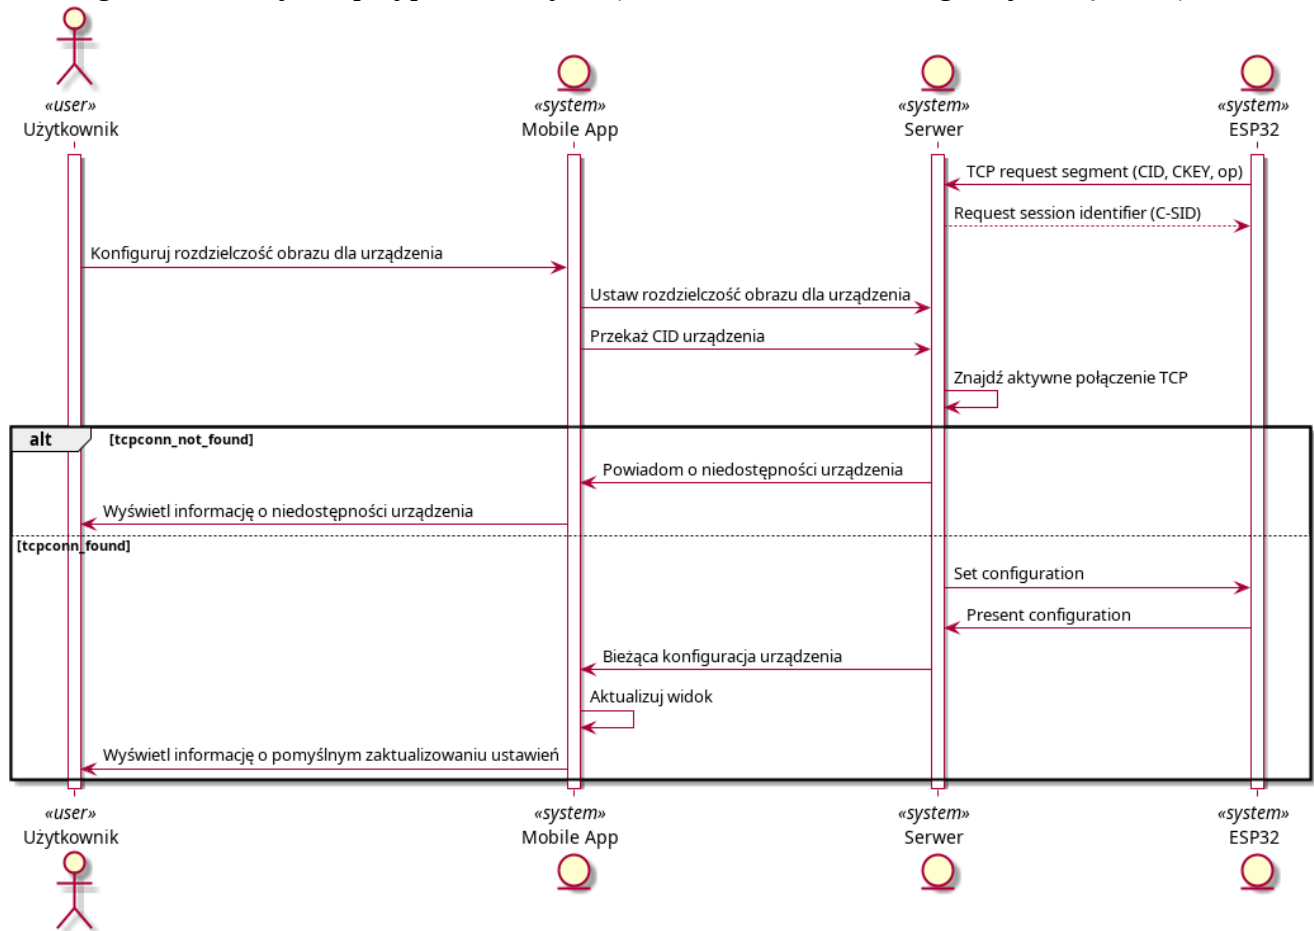 «user»
Użytkownik
«system»
Mobile App
«system»
Serwer
«system»
ESP32
TCP request segment (CID, CKEY, op)
Request session identifier (C-SID)
Konfiguruj rozdzielczość obrazu dla urządzenia
Ustaw rozdzielczość obrazu dla urządzenia
Przekaż CID urządzenia
Znajdź aktywne połączenie TCP
alt
[tcpconn_not_found]
Powiadom o niedostępności urządzenia
Wyświetl informację o niedostępności urządzenia
[tcpconn_found]
Set configuration
Present configuration
Bieżąca konfiguracja urządzenia
Aktualizuj widok
Wyświetl informację o pomyślnym zaktualizowaniu ustawień
«user»
Użytkownik
«system»
Mobile App
«system»
Serwer
«system»
ESP32